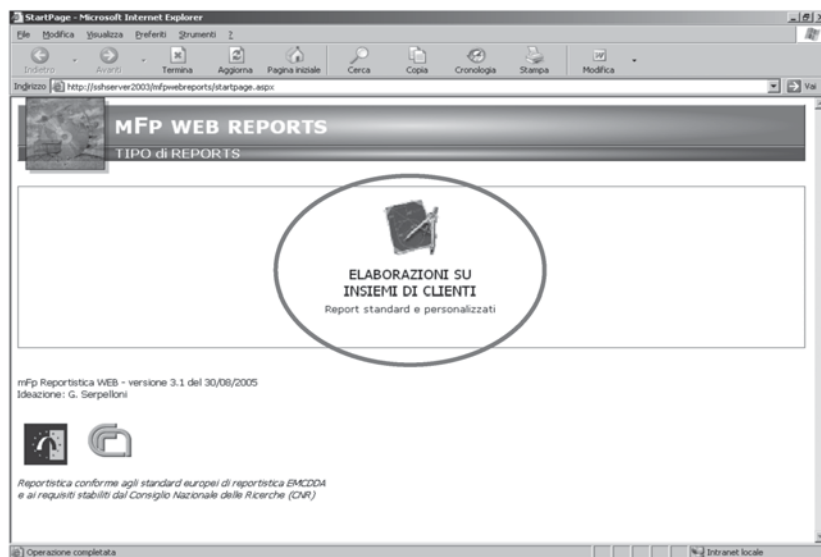 StartPage - Microsoft Internet Explorer
File Modifica Visualizza Preferiti Strumenti ?
Indietro Avanti Termina Aggiorna Pagina iniziale Cerca Copia Cronologia Stampa Modifica
Indirizzo http://sshserver2003/mfpwebreports/startpage.aspx Vai
MFP WEB REPORTS
TIPO di REPORTS
ELABORAZIONI SU
INSIEMI DI CLIENTI
Report standard e personalizzati
mFp Reportistica WEB - versione 3.1 del 30/08/2005
Ideazione: G. Serpelloni
Reportistica conforme agli standard europei di reportistica EMCDDA
e ai requisiti stabiliti dal Consiglio Nazionale delle Ricerche (CNR)
Operazione completata Intranet locale